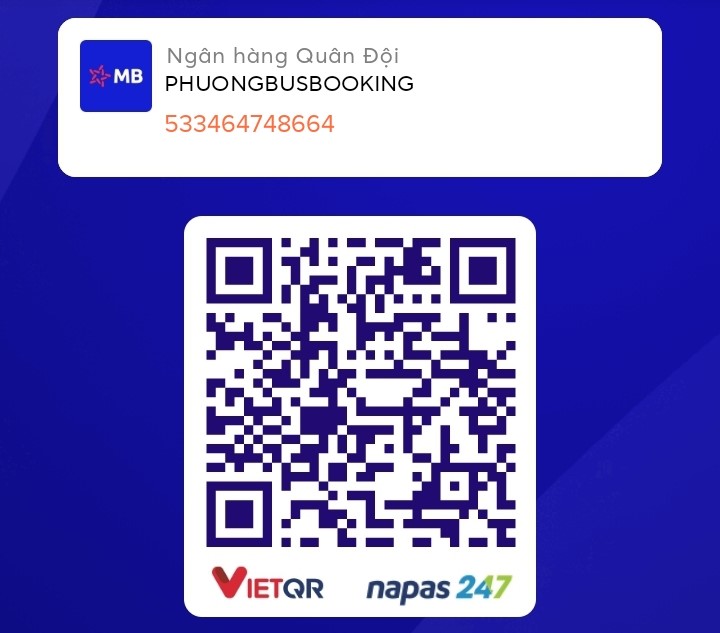 MB
Ngân hàng Quân Đội
PHUONGBUSBOOKING
533464748664
VIETQR
napas 247